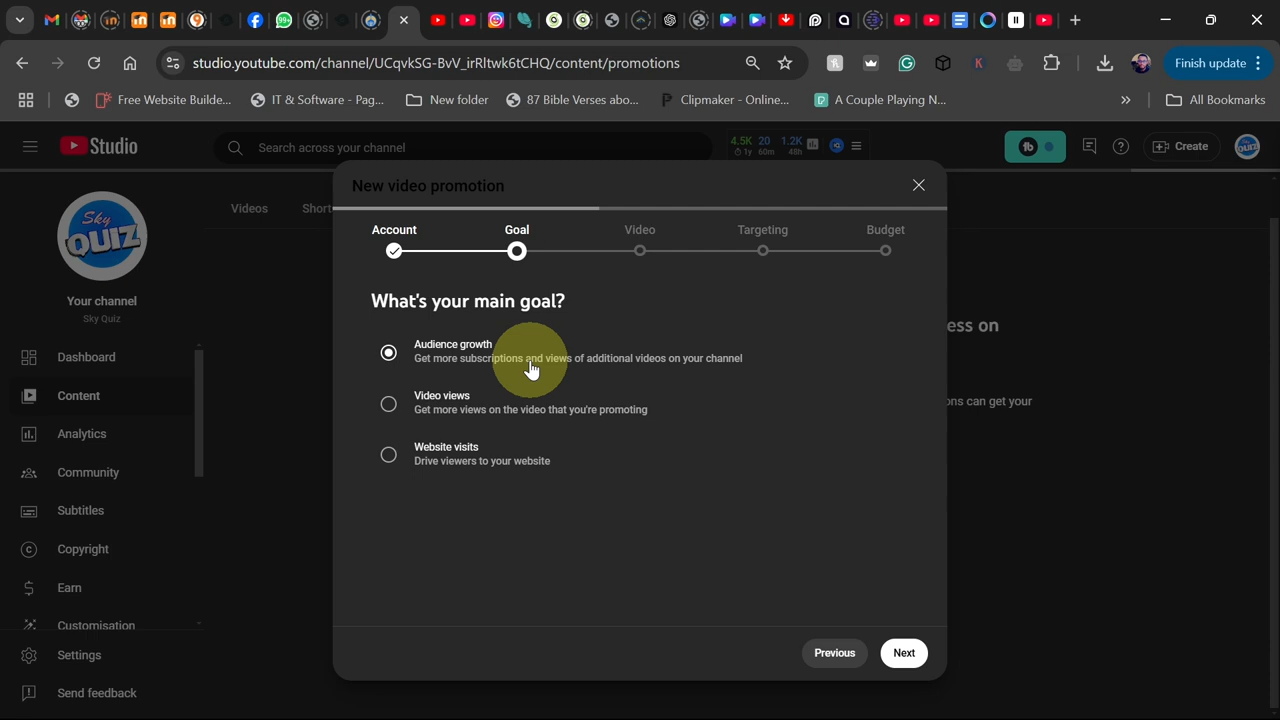 99+
studio.youtube.com/channel/UCqvkSG-BvV_irRltwk6tCHQ/content/promotions
Finish update
Free Website Builde...
IT & Software - Pag...
New folder
87 Bible Verses abo...
Clipmaker - Online...
A Couple Playing N...
All Bookmarks
Studio
Search across your channel
4.5K 20 1.2K
1y 60m 48h
Create
New video promotion
Sky
QUIZ
Your channel
Sky Quiz
Dashboard
Content
Analytics
Community
Subtitles
Copyright
Earn
Customisation
Settings
Send feedback
Videos
Short
Account
Goal
Video
Targeting
Budget
What's your main goal?
Audience growth
Get more subscriptions and views of additional videos on your channel
Video views
Get more views on the video that you're promoting
Website visits
Drive viewers to your website
ess on
ons can get your
Previous
Next